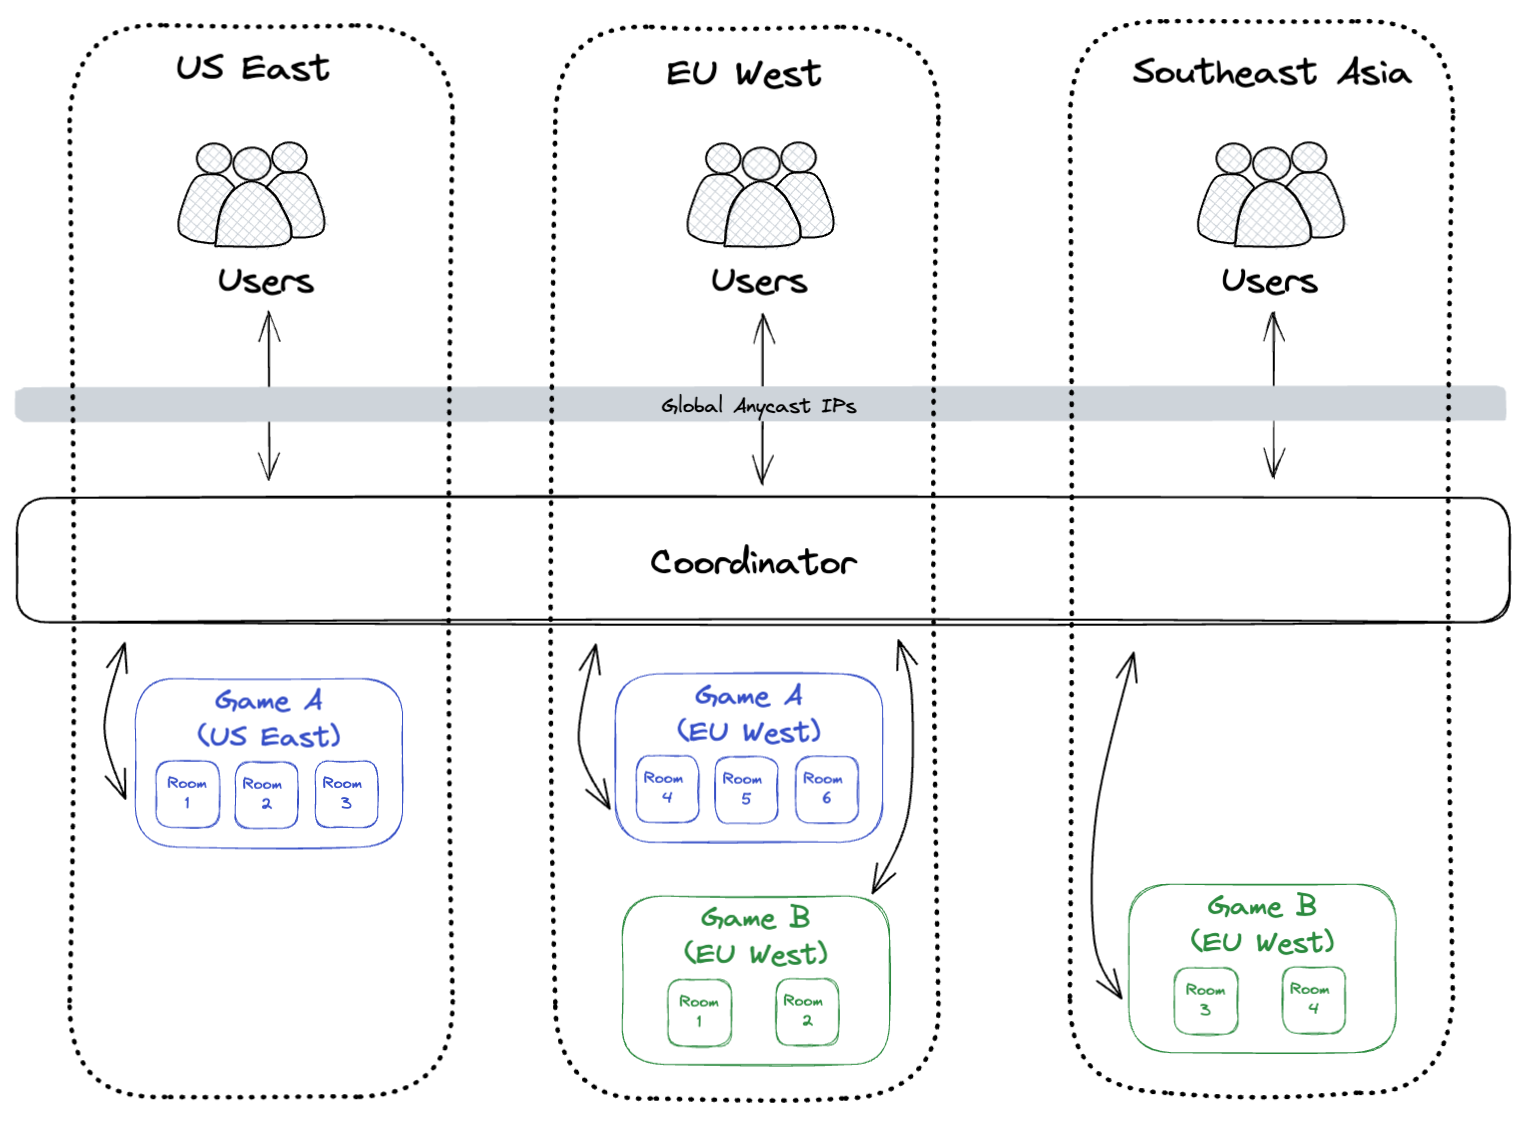 US East
EU West
Southeast Asia
Users
Users
Users
Global Anycast IPs
Coordinator
Game A
(US East)
Room
1
Room
2
Room
3
Game A
(EU West)
Room
4
Room
5
Room
6
Game B
(EU West)
Room
1
Room
2
Game B
(EU West)
Room
3
Room
4